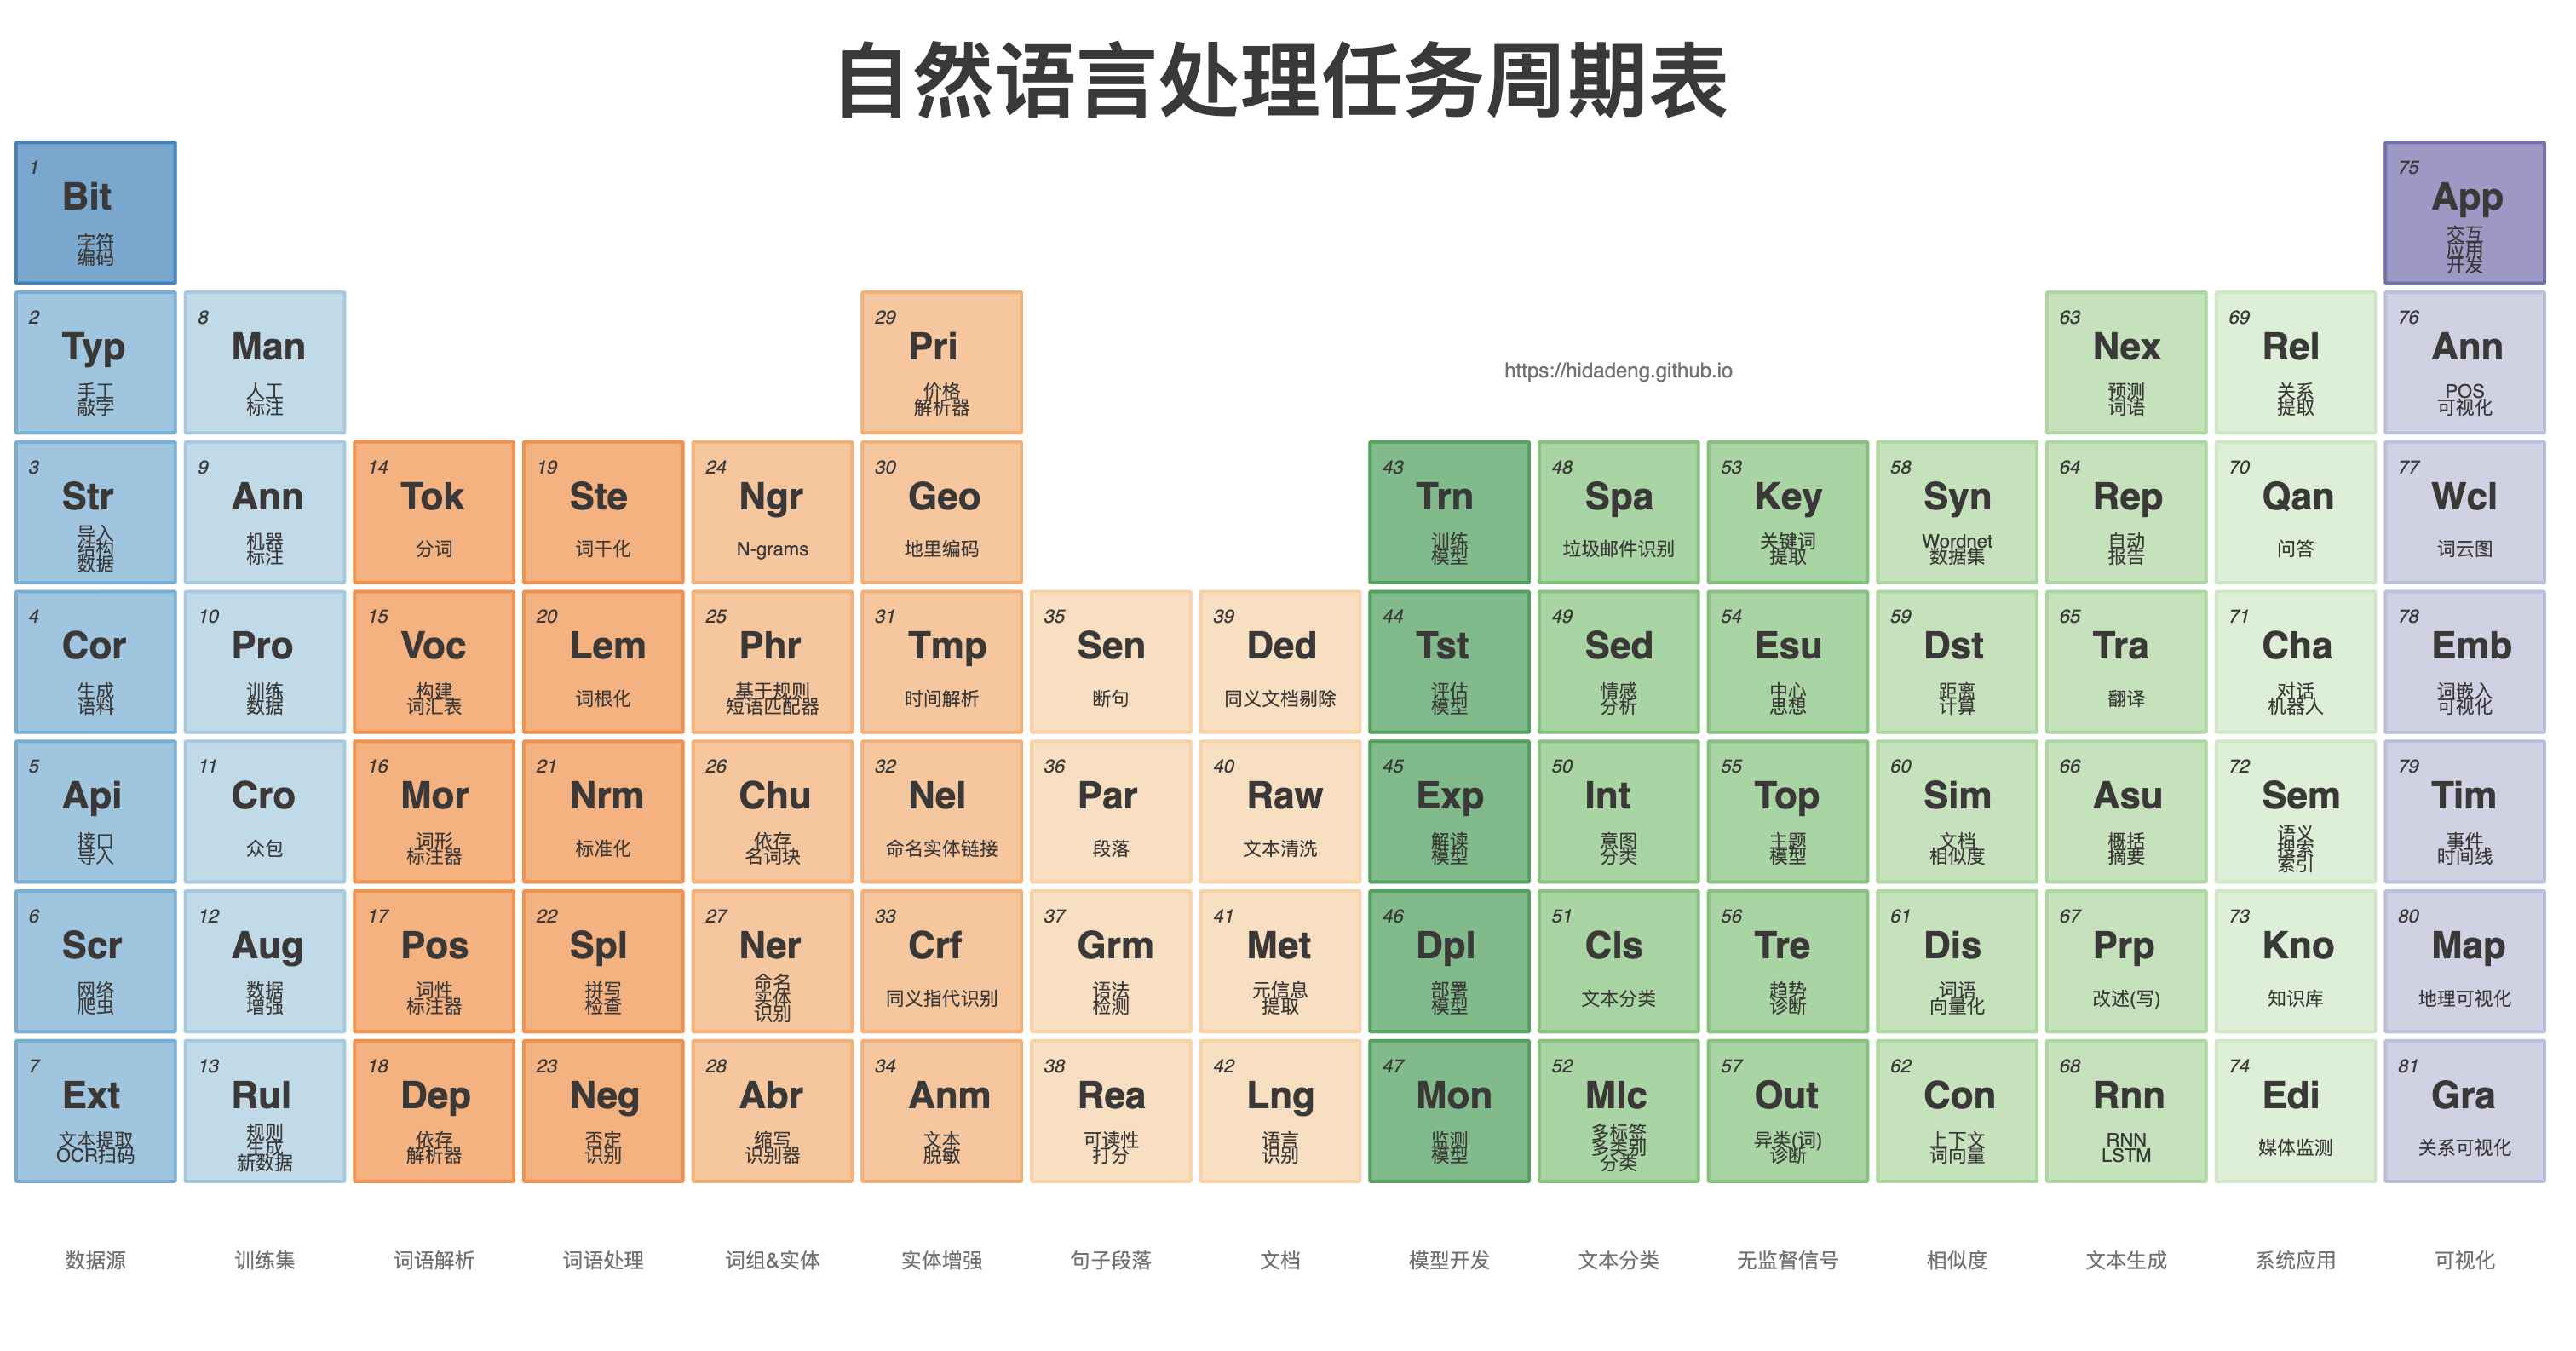 自然语言处理任务周期表
1
Bit
字符
编码
75
App
交互
应用
开发
2
Typ
手工
敲字
8
Man
人工
标注
29
Pri
价格
解析器
https://hidadeng.github.io
63
Nex
预测
词语
69
Rel
关系
提取
76
Ann
POS
可视化
3
Str
导入
结构
数据
9
Ann
机器
标注
14
Tok
分词
19
Ste
词干化
24
Ngr
N-grams
30
Geo
地里编码
43
Trn
训练
模型
48
Spa
垃圾邮件识别
53
Key
关键词
提取
58
Syn
Wordnet
数据集
64
Rep
自动
报告
70
Qan
问答
77
Wcl
词云图
4
Cor
生成
语料
10
Pro
训练
数据
15
Voc
构建
词汇表
20
Lem
词根化
25
Phr
基于规则
短语匹配器
31
Tmp
时间解析
35
Sen
断句
39
Ded
同义文档剔除
44
Tst
评估
模型
49
Sed
情感
分析
54
Esu
中心
思想
59
Dst
距离
计算
65
Tra
翻译
71
Cha
对话
机器人
78
Emb
词嵌入
可视化
5
Api
接口
导入
11
Cro
众包
16
Mor
词形
标注器
21
Nrm
标准化
26
Chu
依存
名词块
32
Nel
命名实体链接
36
Par
段落
40
Raw
文本清洗
45
Exp
解读
模型
50
Int
意图
分类
55
Top
主题
模型
60
Sim
文档
相似度
66
Asu
概括
摘要
72
Sem
语义
搜索
索引
79
Tim
事件
时间线
6
Scr
网络
爬虫
12
Aug
数据
增强
17
Pos
词性
标注器
22
Spl
拼写
检查
27
Ner
命名
实体
识别
33
Crf
同义指代识别
37
Grm
语法
检测
41
Met
元信息
提取
46
Dpl
部署
模型
51
Cls
文本分类
56
Tre
趋势
诊断
61
Dis
词语
向量化
67
Prp
改述(写)
73
Kno
知识库
80
Map
地理可视化
7
Ext
文本提取
OCR扫码
13
Rul
规则
生成
新数据
18
Dep
依存
解析器
23
Neg
否定
识别
28
Abr
缩写
识别器
34
Anm
文本
脱敏
38
Rea
可读性
打分
42
Lng
语言
识别
47
Mon
监测
模型
52
Mlc
多标签
多类别
分类
57
Out
异类(词)
诊断
62
Con
上下文
词向量
68
Rnn
RNN
LSTM
74
Edi
媒体监测
81
Gra
关系可视化
数据源
训练集
词语解析
词语处理
词组&实体
实体增强
句子段落
文档
模型开发
文本分类
无监督信号
相似度
文本生成
系统应用
可视化